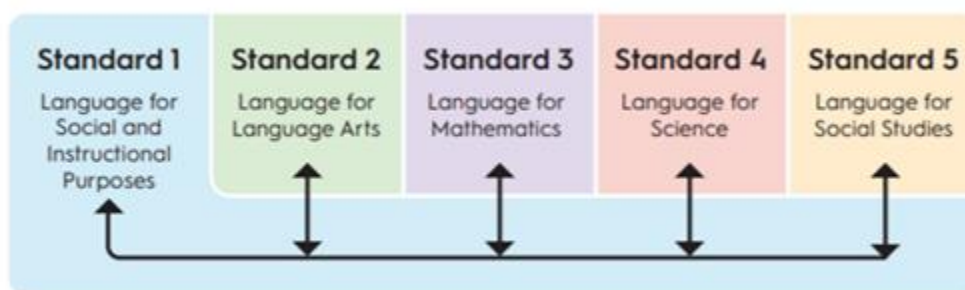 Standard 1
Language for
Social and
Instructional
Purposes
Standard 2
Language for
Language Arts
Standard 3
Language for
Mathematics
Standard 4
Language for
Science
Standard 5
Language for
Social Studies